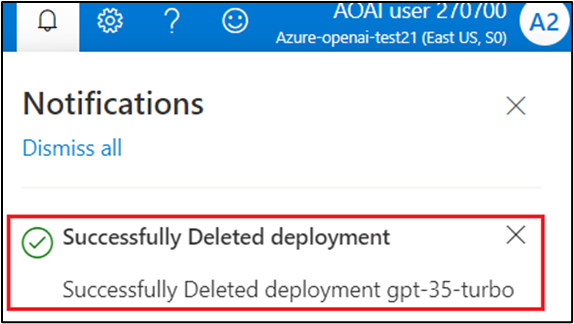 AOAI user 270700
Azure-openai-test21 (East US, S0)
A2
Notifications
Dismiss all
Successfully Deleted deployment
Successfully Deleted deployment gpt-35-turbo